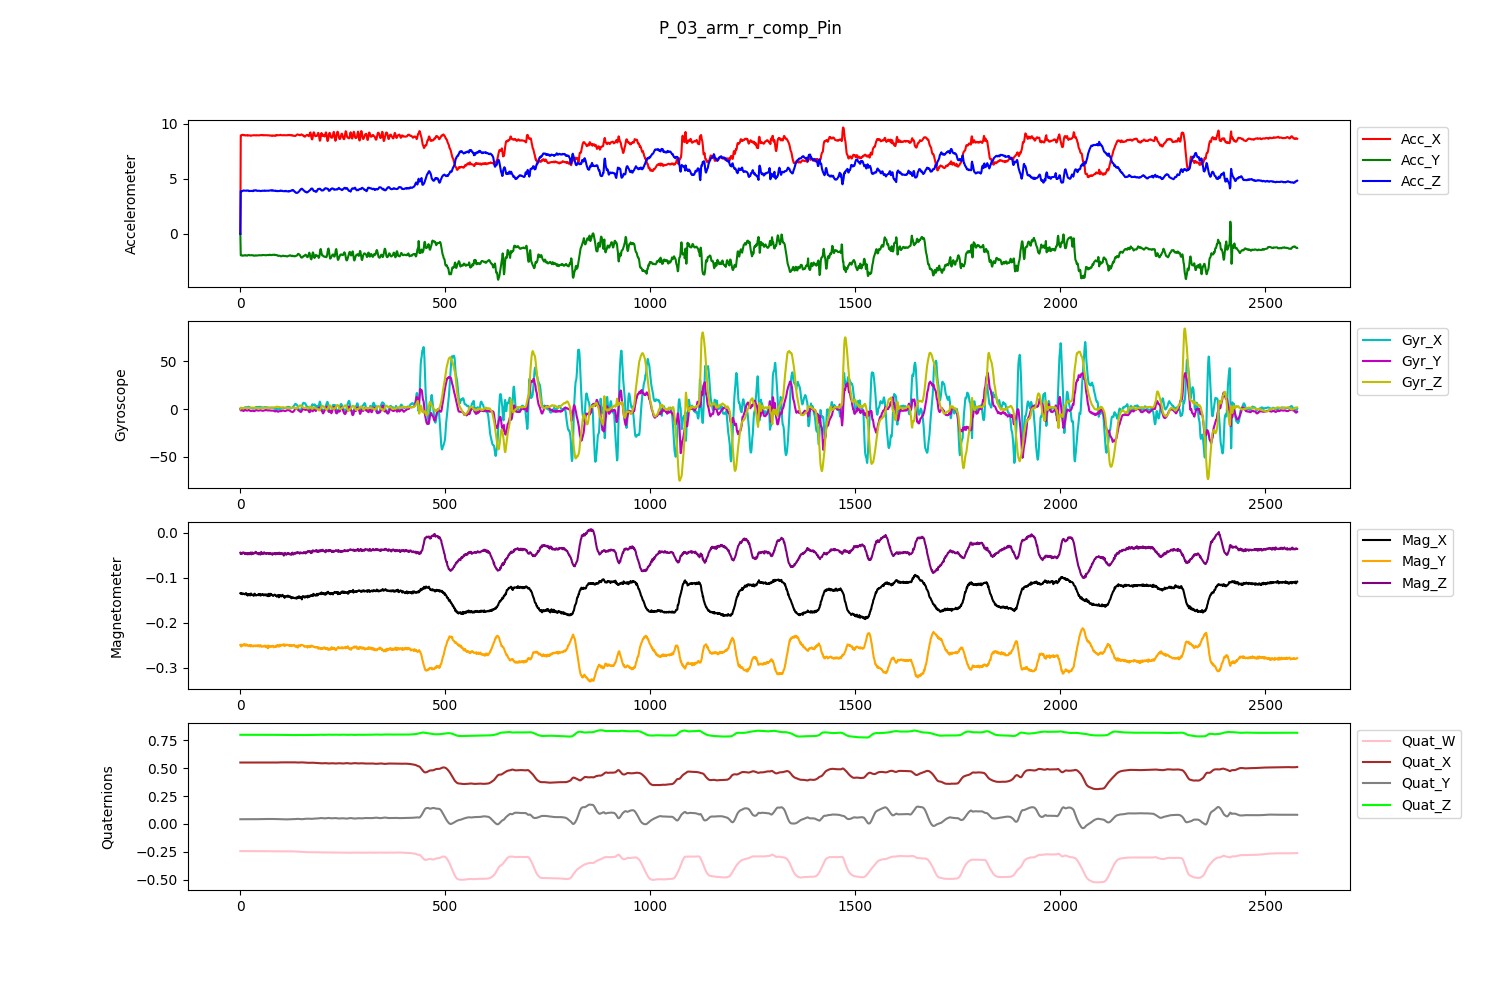 P_03_arm_r_comp_Pin
10
5
0
Accelerometer
0 500 1000 1500 2000 2500
Acc_X
Acc_Y
Acc_Z
50
0
−50
Gyroscope
0 500 1000 1500 2000 2500
Gyr_X
Gyr_Y
Gyr_Z
0.0
−0.1
−0.2
−0.3
Magnetometer
0 500 1000 1500 2000 2500
Mag_X
Mag_Y
Mag_Z
0.75
0.50
0.25
0.00
−0.25
−0.50
Quaternions
0 500 1000 1500 2000 2500
Quat_W
Quat_X
Quat_Y
Quat_Z